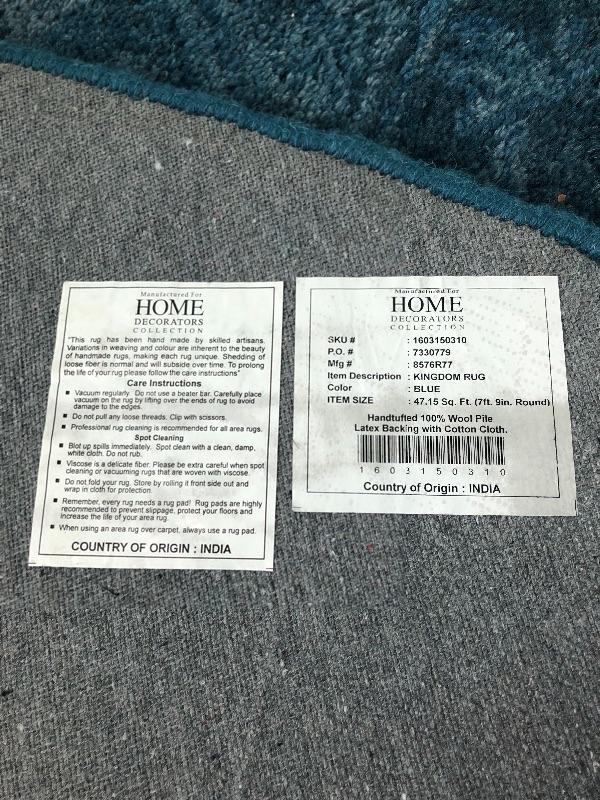 Manufactured For
HOME
DECORATORS
COLLECTION
"This rug has been hand made by skilled artisans.
Variations in weaving and colour are inherent to the beauty
of handmade rugs, making each rug unique. Shedding of
loose fiber is normal and will subside over time. To prolong
the life of your rug please follow the care instructions"
Care Instructions
▪ Vacuum regularly. Do not use a beater bar. Carefully place
vacuum on the rug by lifting over the ends of rug to avoid
damage to the edges.
▪ Do not pull any loose threads. Clip with scissors.
▪ Professional rug cleaning is recommended for all area rugs.
Spot Cleaning
▪ Blot up spills immediately. Spot clean with a clean, damp,
white cloth. Do not rub.
▪ Viscose is a delicate fiber. Please be extra careful when spot
cleaning or vacuuming rugs that are woven with viscose.
▪ Do not fold your rug. Store by rolling it front side out and
wrap in cloth for protection.
▪ Remember, every rug needs a rug pad! Rug pads are highly
recommended to prevent slippage, protect your floors and
increase the life of your area rug.
▪ When using an area rug over carpet, always use a rug pad.
COUNTRY OF ORIGIN : INDIA
Manufactured For
HOME
DECORATORS
COLLECTION
SKU # : 1603150310
P.O. # : 7330779
Mfg # : 8576R77
Item Description : KINGDOM RUG
Color : BLUE
ITEM SIZE : 47.15 Sq. Ft. (7ft. 9in. Round)
Handtufted 100% Wool Pile
Latex Backing with Cotton Cloth.
1603150310
Country of Origin : INDIA